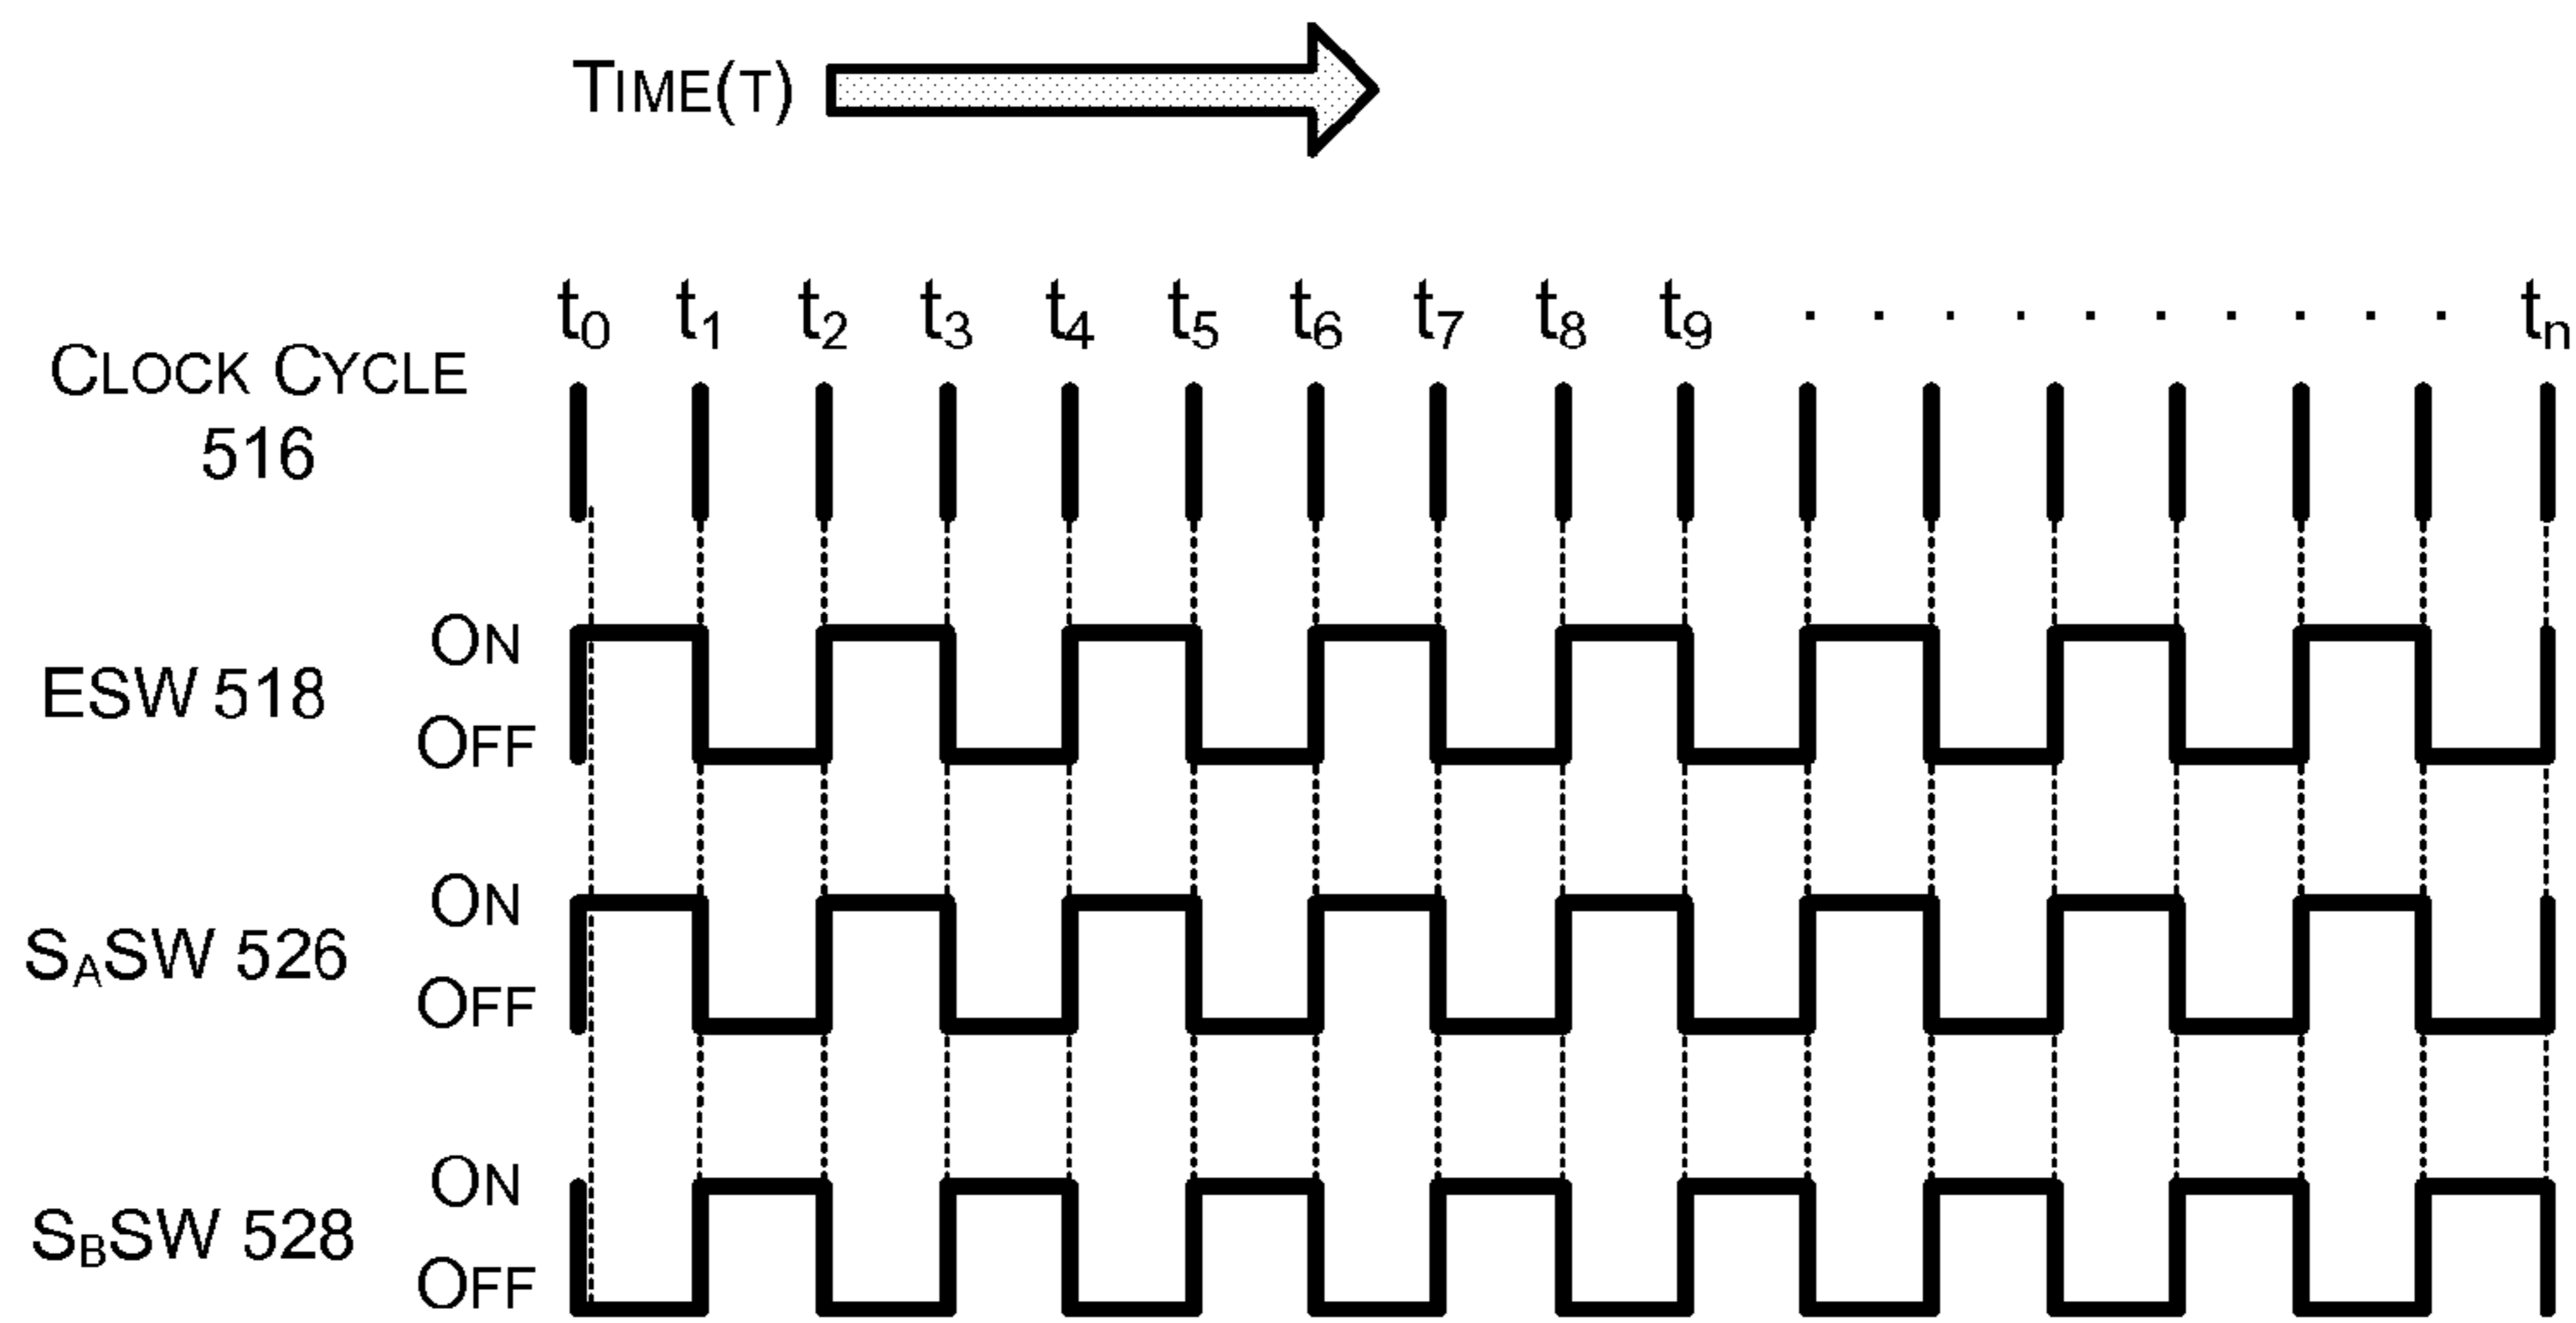 TIME(T)
t0 t1 t2 t3 t4 t5 t6 t7 t8 t9 . . . . . . . . . . tn
CLOCK CYCLE
516
ON
ESW 518
OFF
ON
SASW 526
OFF
ON
SBSW 528
OFF